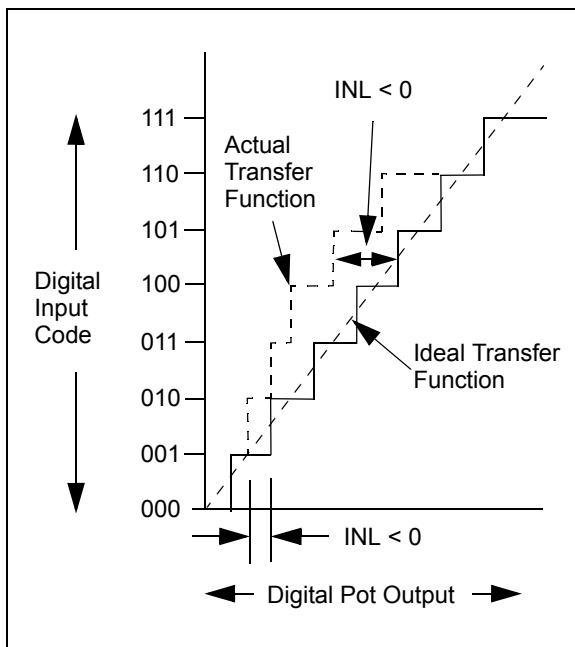 INL < 0
111
Actual
Transfer
Function
110
101
Digital
Input
Code
100
011
Ideal Transfer
Function
010
001
000
INL < 0
Digital Pot Output